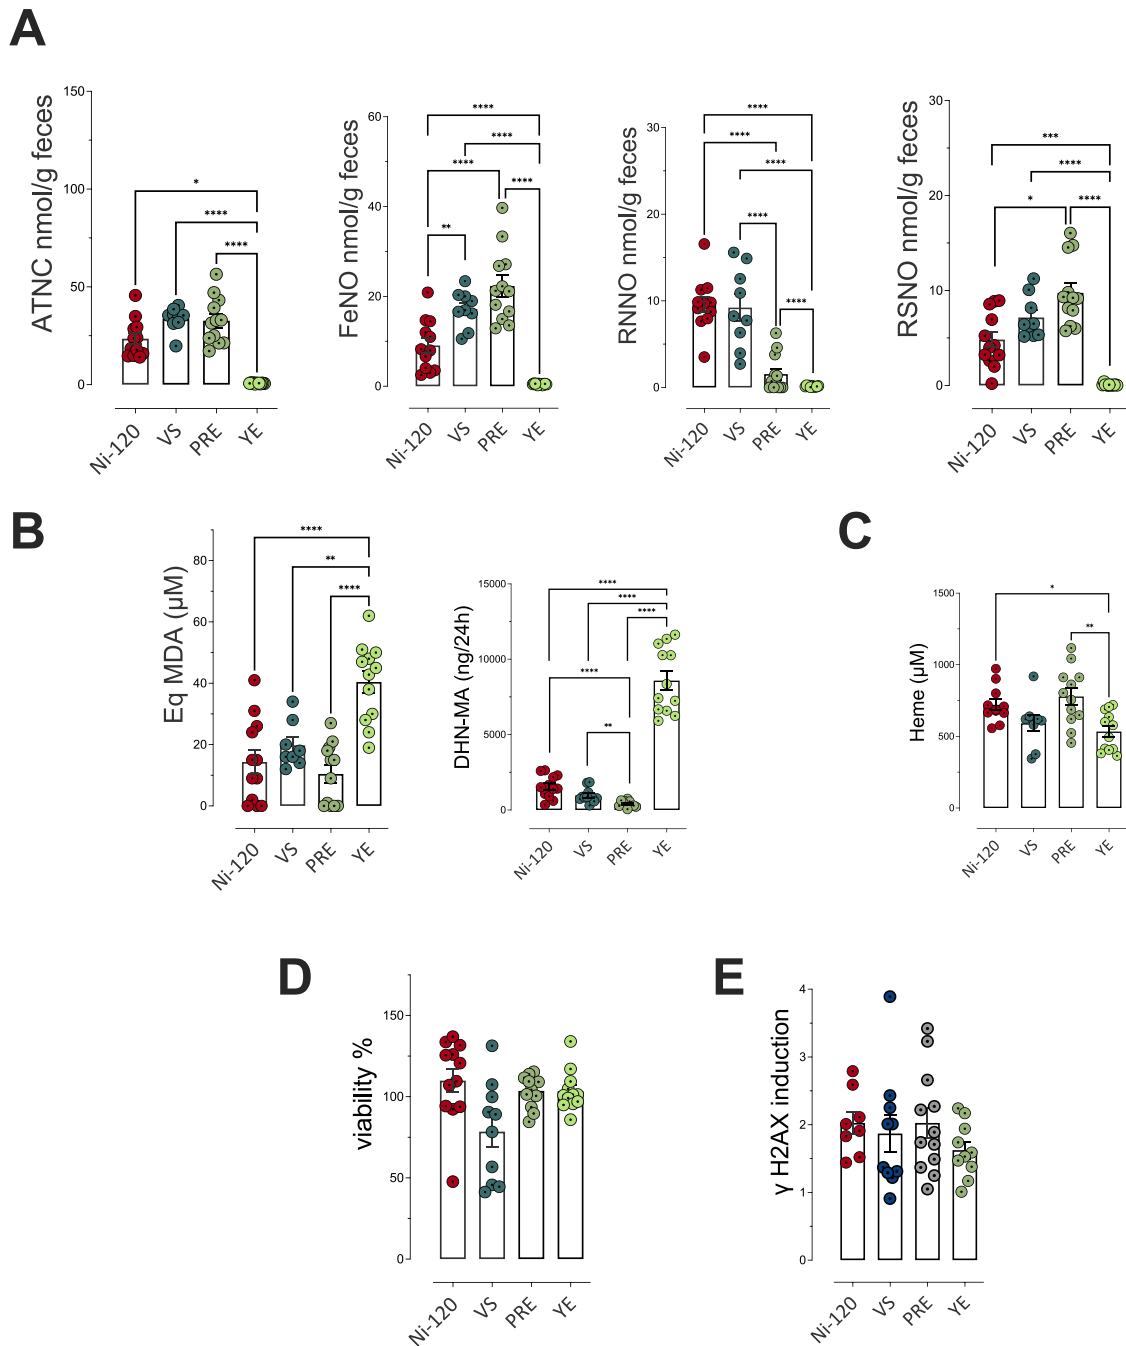 A
ATNC nmol/g feces
150
100
50
0
*
****
****
Ni-120
VS
PRE
YE
FeNO nmol/g feces
60
40
20
0
****
****
****
****
**
Ni-120
VS
PRE
YE
RNNO nmol/g feces
30
20
10
0
****
****
****
****
****
Ni-120
VS
PRE
YE
RSNO nmol/g feces
30
20
10
0
***
****
*
****
Ni-120
VS
PRE
YE
B
Eq MDA (µM)
80
60
40
20
0
****
**
****
Ni-120
VS
PRE
YE
DHN-MA (ng/24h)
15000
10000
5000
0
****
****
****
****
**
Ni-120
VS
PRE
YE
C
Heme (µM)
1500
1000
500
0
*
**
Ni-120
VS
PRE
YE
D
viability %
150
100
50
0
Ni-120
VS
PRE
YE
E
γ H2AX induction
4
3
2
1
0
Ni-120
VS
PRE
YE